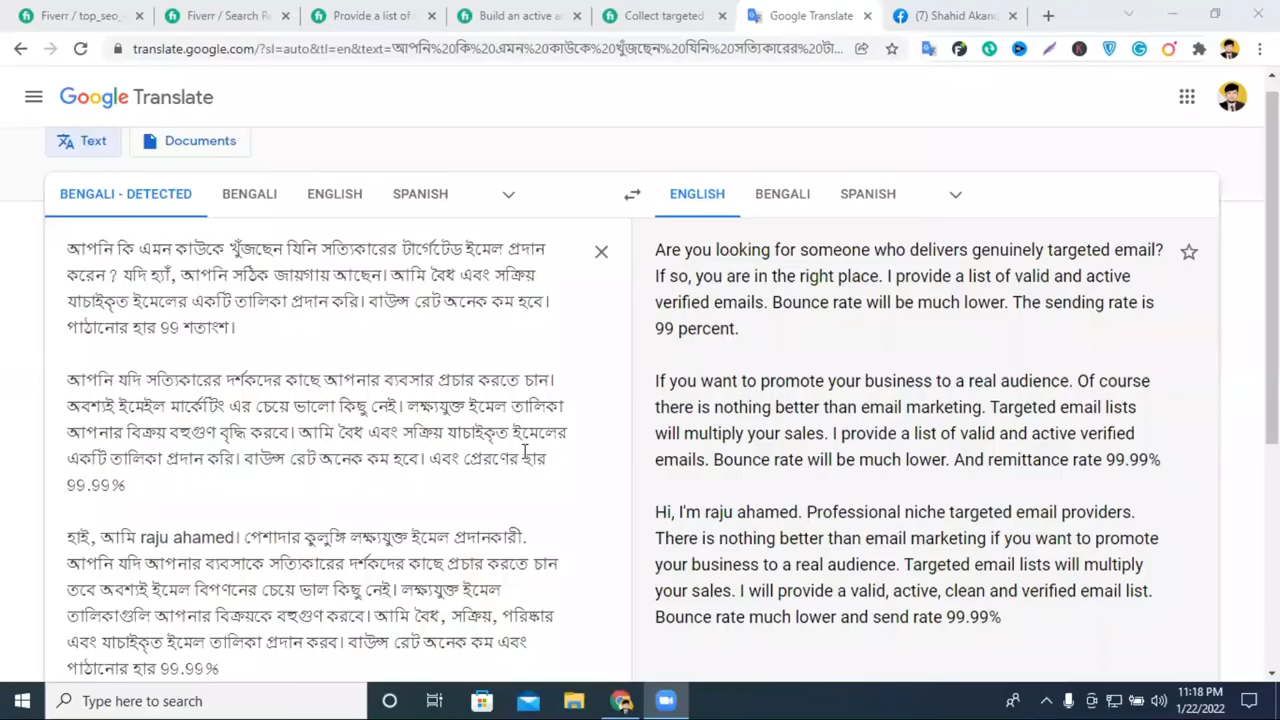 Fiverr / top_seo_
Fiverr / Search Re
Provide a list of
Build an active a
Collect targeted
Google Translate
(7) Shahid Akand
translate.google.com/?sl=auto&tl=en&text=আপনি%20কি%20এমন%20কাউকে%20খুঁজছেন%20যিনি%20সত্যিকারের%20টা...
Google Translate
Text
Documents
BENGALI - DETECTED
BENGALI
ENGLISH
SPANISH
ENGLISH
BENGALI
SPANISH
আপনি কি এমন কাউকে খুঁজছেন যিনি সত্যিকারের টার্গেটেড ইমেল প্রদান
করেন ? যদি হ্যাঁ, আপনি সঠিক জায়গায় আছেন। আমি বৈধ এবং সক্রিয়
যাচাইকৃত ইমেলের একটি তালিকা প্রদান করি। বাউন্স রেট অনেক কম হবে।
পাঠানোর হার 99 শতাংশ।
আপনি যদি সত্যিকারের দর্শকদের কাছে আপনার ব্যবসার প্রচার করতে চান।
অবশ্যই ইমেইল মার্কেটিং এর চেয়ে ভালো কিছু নেই। লক্ষ্যযুক্ত ইমেল তালিকা
আপনার বিক্রয় বহুগুণ বৃদ্ধি করবে। আমি বৈধ এবং সক্রিয় যাচাইকৃত ইমেলের
একটি তালিকা প্রদান করি। বাউন্স রেট অনেক কম হবে। এবং প্রেরণের হার
99.99%
হাই, আমি raju ahamed। পেশাদার কুলুঙ্গি লক্ষ্যযুক্ত ইমেল প্রদানকারী.
আপনি যদি আপনার ব্যবসাকে সত্যিকারের দর্শকদের কাছে প্রচার করতে চান
তবে অবশ্যই ইমেল বিপণনের চেয়ে ভাল কিছু নেই। লক্ষ্যযুক্ত ইমেল
তালিকাগুলি আপনার বিক্রয়কে বহুগুণ করবে। আমি বৈধ, সক্রিয়, পরিষ্কার
এবং যাচাইকৃত ইমেল তালিকা প্রদান করব। বাউন্স রেট অনেক কম এবং
পাঠানোর হার 99.99%
Are you looking for someone who delivers genuinely targeted email?
If so, you are in the right place. I provide a list of valid and active
verified emails. Bounce rate will be much lower. The sending rate is
99 percent.
If you want to promote your business to a real audience. Of course
there is nothing better than email marketing. Targeted email lists
will multiply your sales. I provide a list of valid and active verified
emails. Bounce rate will be much lower. And remittance rate 99.99%
Hi, I'm raju ahamed. Professional niche targeted email providers.
There is nothing better than email marketing if you want to promote
your business to a real audience. Targeted email lists will multiply
your sales. I will provide a valid, active, clean and verified email list.
Bounce rate much lower and send rate 99.99%
Type here to search
11:18 PM
1/22/2022